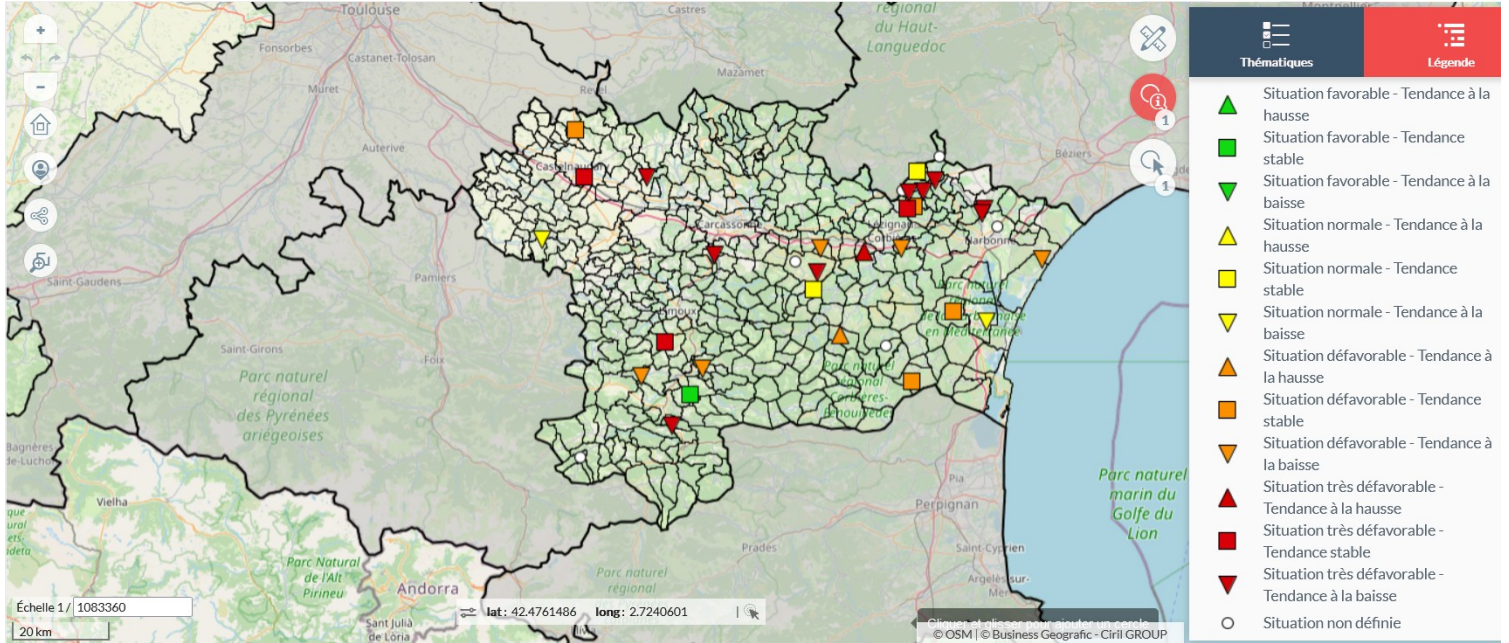 Toulouse
Castres
régional
du Haut-
Languedoc
Montpellier
Fonsorbes
Castanet-Tolosan
Muret
Revel
Mazamet
Auterive
Béziers
Castelnaudary
Carcassonne
Lézignan-
Corbières
Narbonne
Pamiers
Saint-Gaudens
Parc naturel
régional
de la Narbonnaise
en Méditerranée
Limoux
Saint-Girons
Foix
Parc naturel
régional
des Pyrénées
ariégeoises
Parc naturel
régional
Corbières-
Fenouillèdes
Bagnères
de-Luchon
Vielha
Pia
Perpignan
Parc naturel
marin du
Golfe du
Lion
Prades
Saint-Cyprien
Parc Natural
de l'Alt
Pirineu
Andorra
Parc naturel
régional
Argelès-sur-
Sant Julià
de Lòria
Échelle 1 / 1083360
20 km
lat : 42.4761486 long : 2.7240601
Cliquer et glisser pour ajouter un cercle
© OSM | © Business Geografic - Ciril GROUP
1
1
Thématiques
Légende
Situation favorable - Tendance à la
hausse
Situation favorable - Tendance
stable
Situation favorable - Tendance à la
baisse
Situation normale - Tendance à la
hausse
Situation normale - Tendance
stable
Situation normale - Tendance à la
baisse
Situation défavorable - Tendance à
la hausse
Situation défavorable - Tendance
stable
Situation défavorable - Tendance à
la baisse
Situation très défavorable -
Tendance à la hausse
Situation très défavorable -
Tendance stable
Situation très défavorable -
Tendance à la baisse
Situation non définie